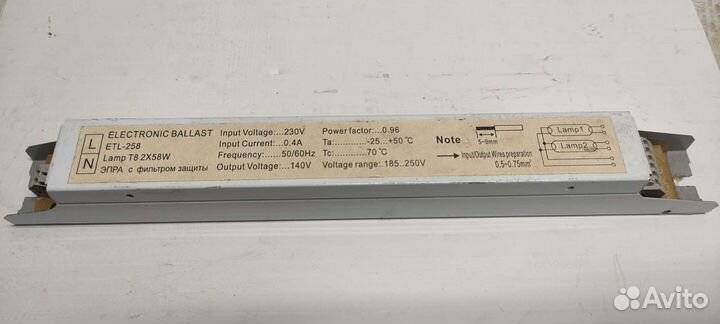 L
N
ELECTRONIC BALLAST
ETL-258
Lamp T8 2X58W
ЭПРА с фильтром защиты
Input Voltage:...230V
Input Current:...0.4A
Frequency:.....50/60Hz
Output Voltage:...140V
Power factor:...0.96
Ta:........-25...+50℃
Tc:........70℃
Voltage range:.185..250V
Note :
5-9mm
Input/Output Wires preparation
0.5~0.75mm²
Lamp1
Lamp2
Avito